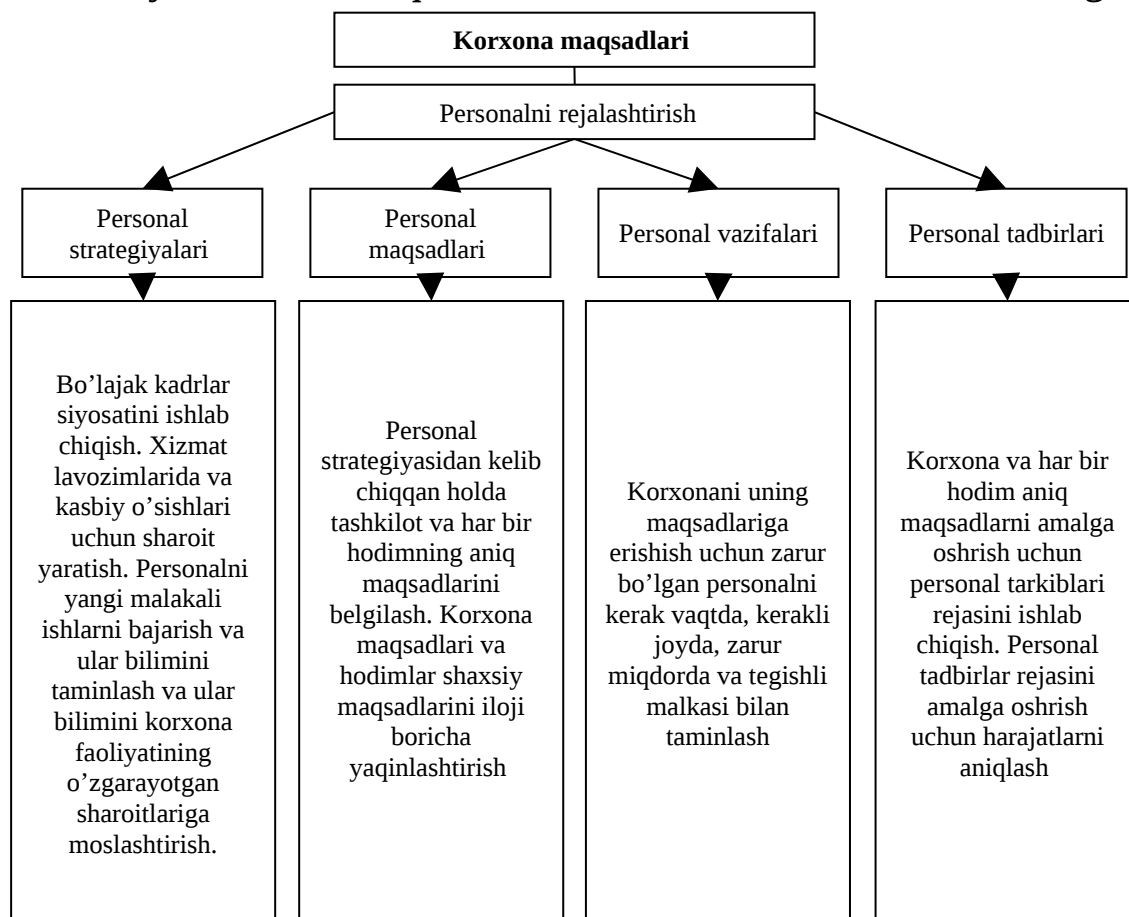 Korxona maqsadlari
Personalni rejalashtirish
Personal
strategiyalari
Personal
maqsadlari
Personal vazifalari
Personal tadbirlari
Bo’lajak kadrlar
siyosatini ishlab
chiqish. Xizmat
lavozimlarida va
kasbiy o’sishlari
uchun sharoit
yaratish. Personalni
yangi malakali
ishlarni bajarish va
ular bilimini
taminlash va ular
bilimini korxona
faoliyatining
o’zgarayotgan
sharoitlariga
moslashtirish.
Personal
strategiyasidan kelib
chiqqan holda
tashkilot va har bir
hodimning aniq
maqsadlarini
belgilash. Korxona
maqsadlari va
hodimlar shaxsiy
maqsadlarini iloji
boricha
yaqinlashtirish
Korxonani uning
maqsadlariga
erishish uchun zarur
bo’lgan personalni
kerak vaqtda, kerakli
joyda, zarur
miqdorda va tegishli
malkasi bilan
taminlash
Korxona va har bir
hodim aniq
maqsadlarni amalga
oshrish uchun
personal tarkiblari
rejasini ishlab
chiqish. Personal
tadbirlar rejasini
amalga oshrish
uchun harajatlarni
aniqlash